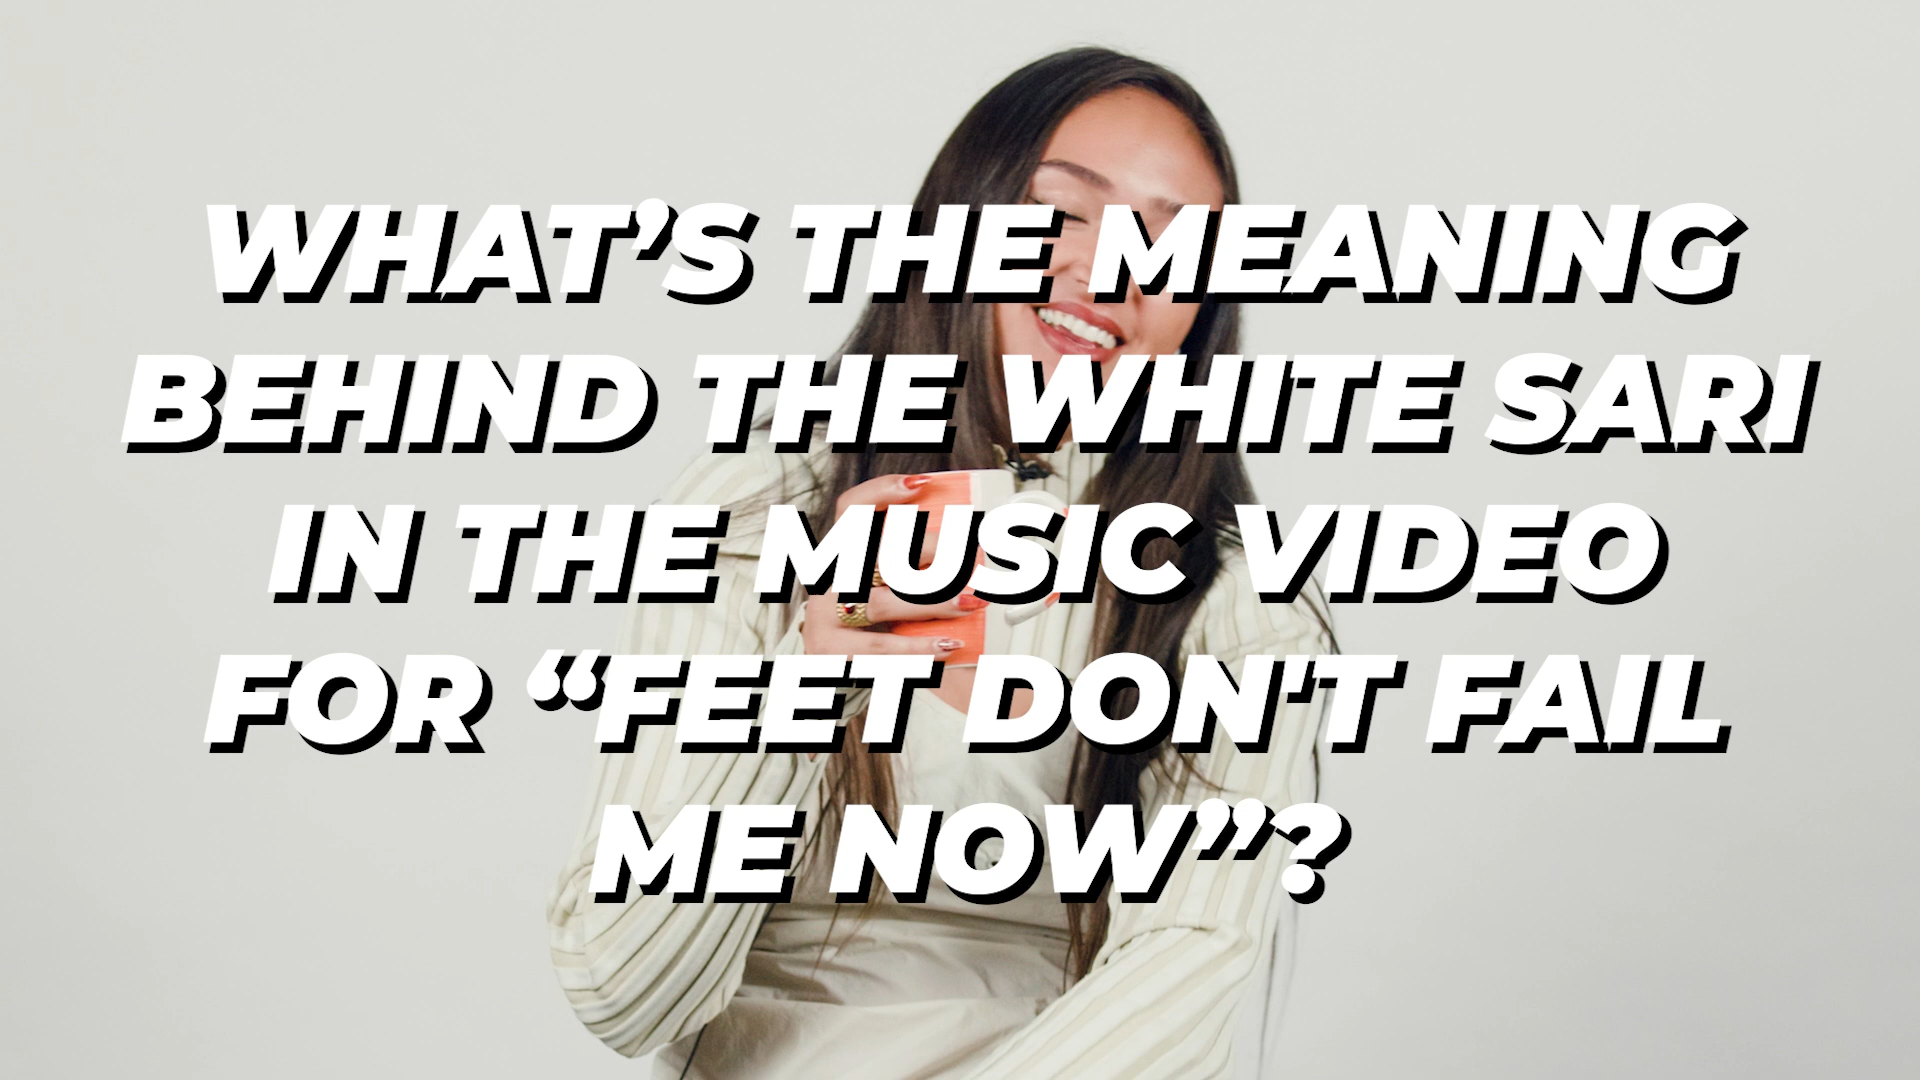 WHAT’S THE MEANING
BEHIND THE WHITE SARI
IN THE MUSIC VIDEO
FOR “FEET DON'T FAIL
ME NOW”?